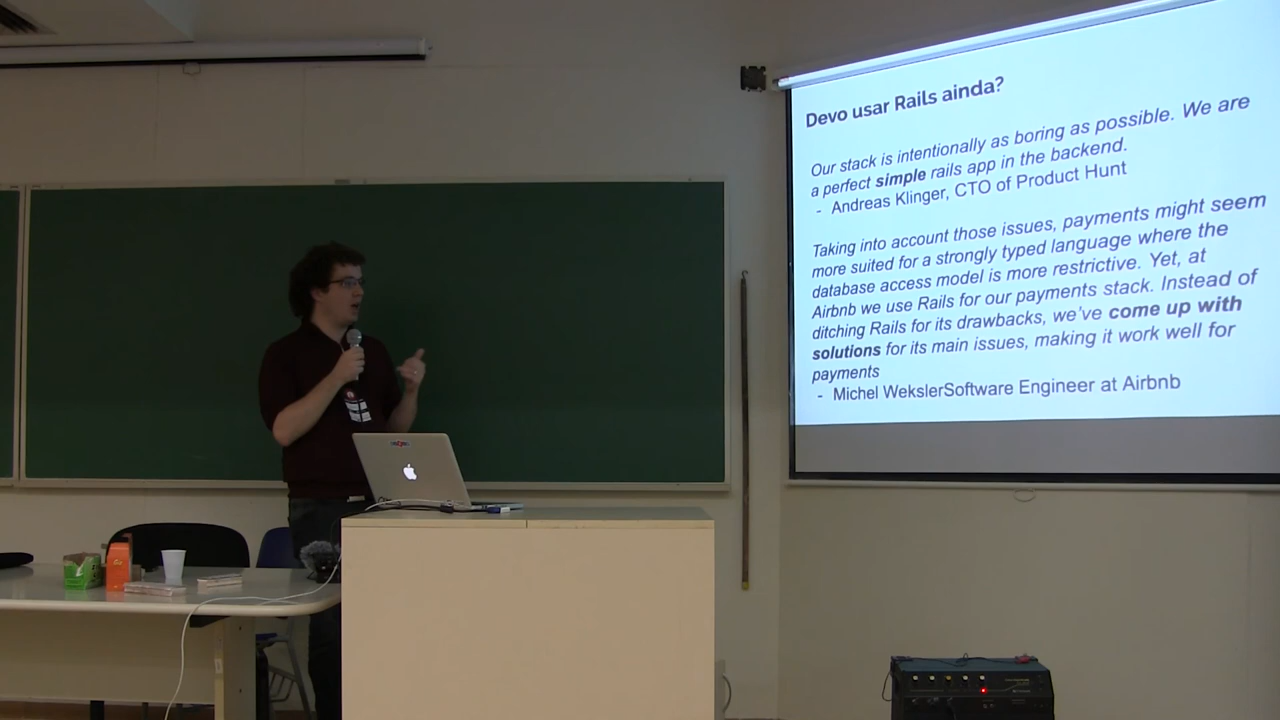 Devo usar Rails ainda?
Our stack is intentionally as boring as possible. We are
a perfect simple rails app in the backend.
- Andreas Klinger, CTO of Product Hunt
Taking into account those issues, payments might seem
more suited for a strongly typed language where the
database access model is more restrictive. Yet, at
Airbnb we use Rails for our payments stack. Instead of
ditching Rails for its drawbacks, we've come up with
solutions for its main issues, making it work well for
payments
- Michel WekslerSoftware Engineer at Airbnb